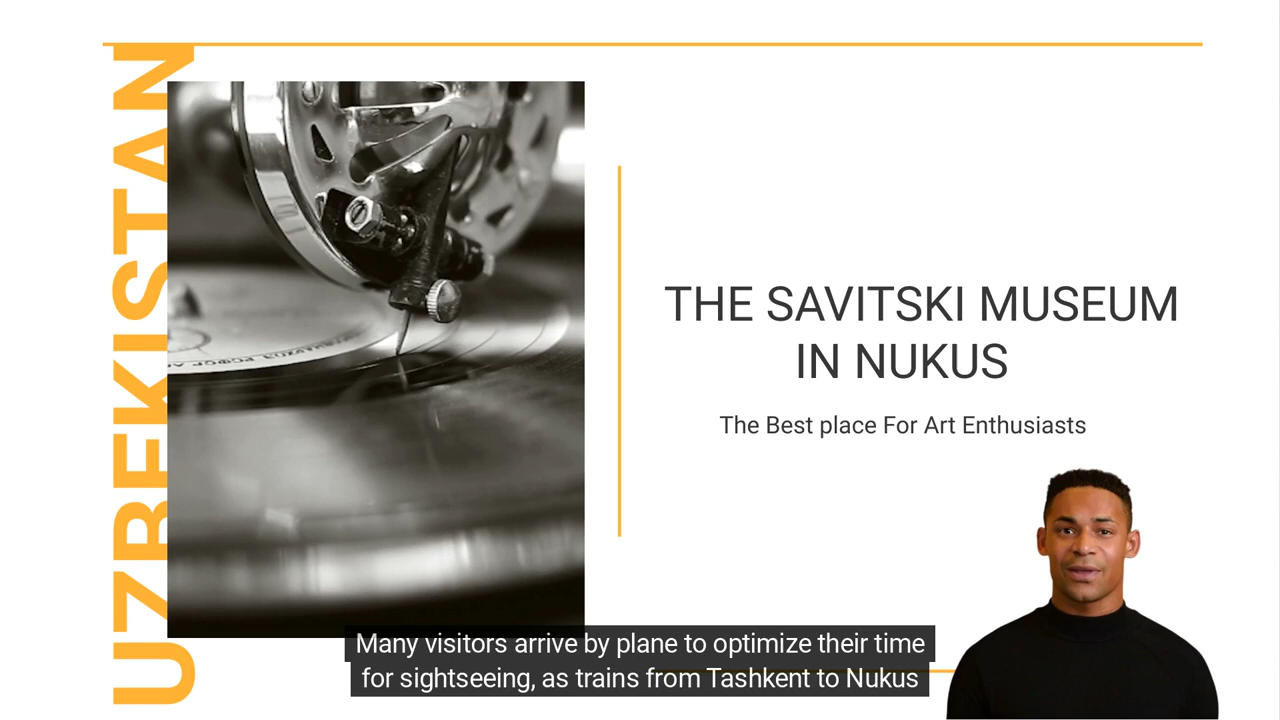 UZBEKISTAN
THE SAVITSKI MUSEUM
IN NUKUS
The Best place For Art Enthusiasts
Many visitors arrive by plane to optimize their time
for sightseeing, as trains from Tashkent to Nukus